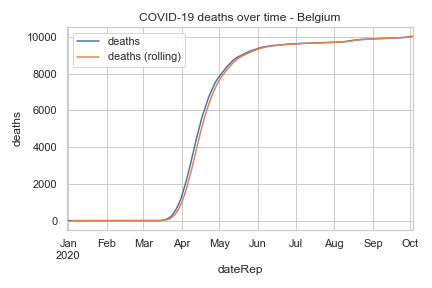 COVID-19 deaths over time - Belgium
deaths
deaths (rolling)
10000
8000
6000
4000
2000
0
deaths
Jan Feb Mar Apr May Jun Jul Aug Sep Oct
2020
dateRep